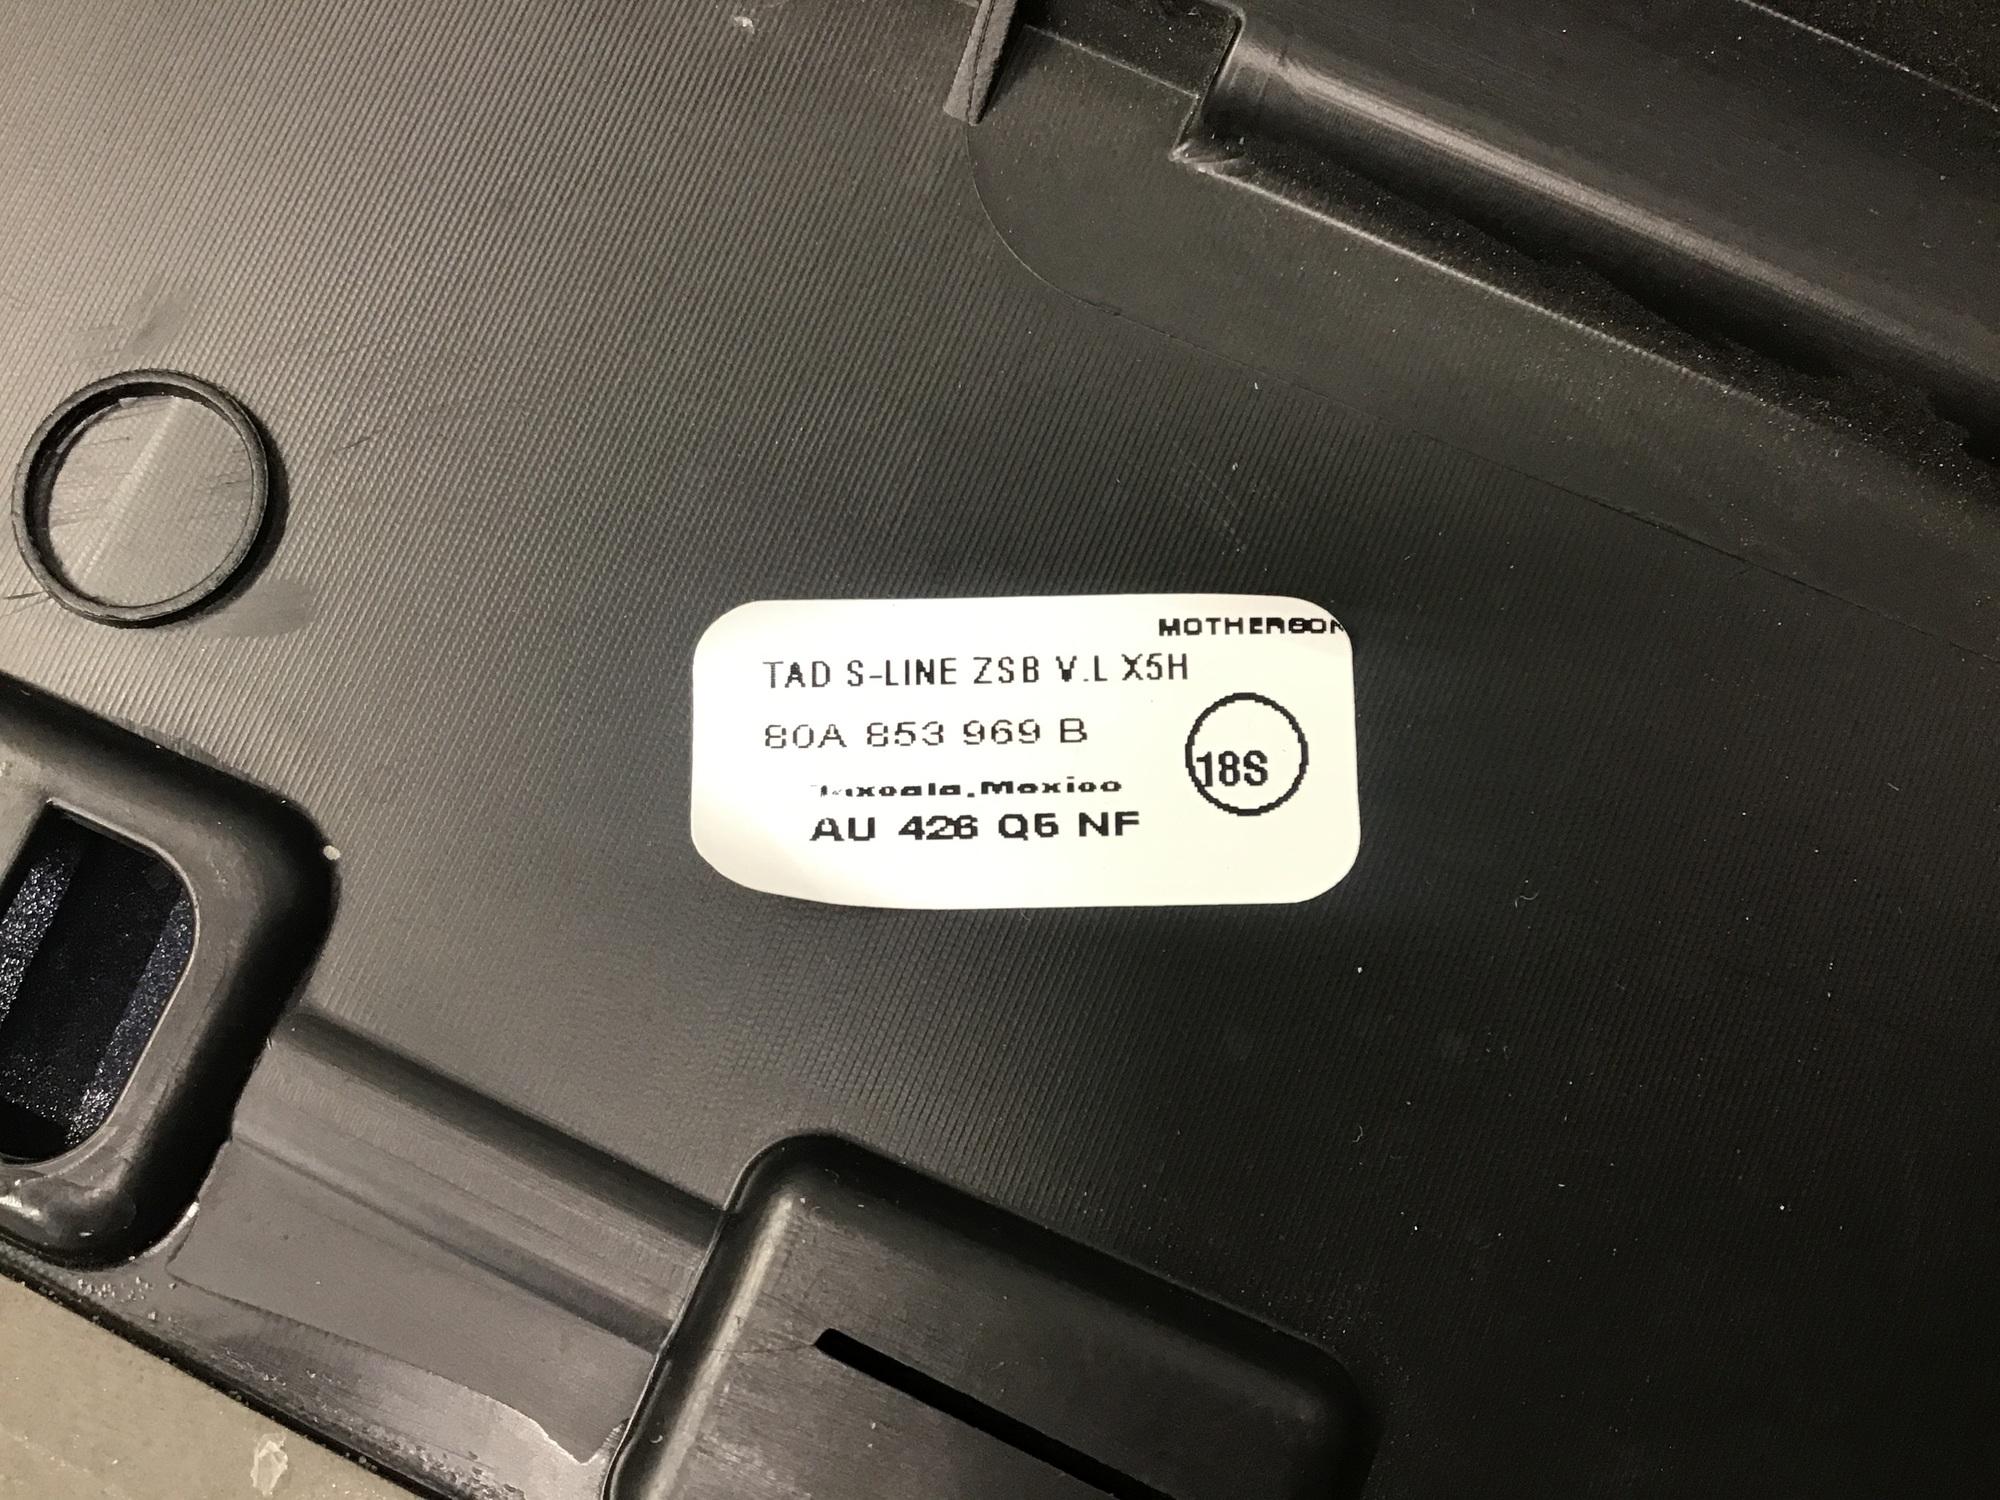 MOTHERSON
TAD S-LINE ZSB V.L X5H
80A 853 969 B
18S
Mexico
AU 426 Q5 NF